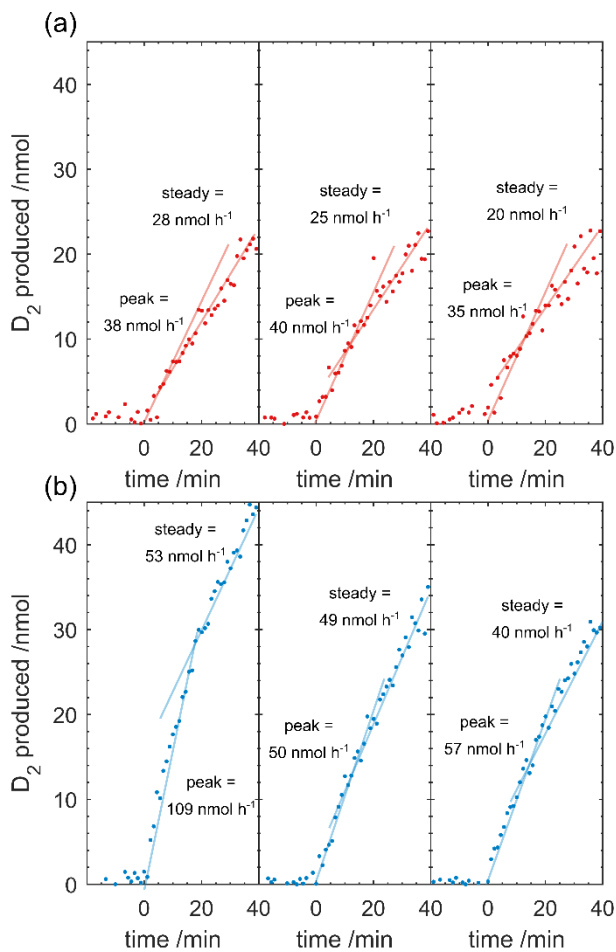 (a)
D2 produced /nmol
40
30
20
10
0
steady =
28 nmol h-1
peak =
38 nmol h-1
steady =
25 nmol h-1
peak =
40 nmol h-1
steady =
20 nmol h-1
peak =
35 nmol h-1
0 20 40 0 20 40 0 20 40
time /min time /min time /min
(b)
D2 produced /nmol
40
30
20
10
0
steady =
53 nmol h-1
peak =
109 nmol h-1
steady =
49 nmol h-1
peak =
50 nmol h-1
steady =
40 nmol h-1
peak =
57 nmol h-1
0 20 40 0 20 40 0 20 40
time /min time /min time /min